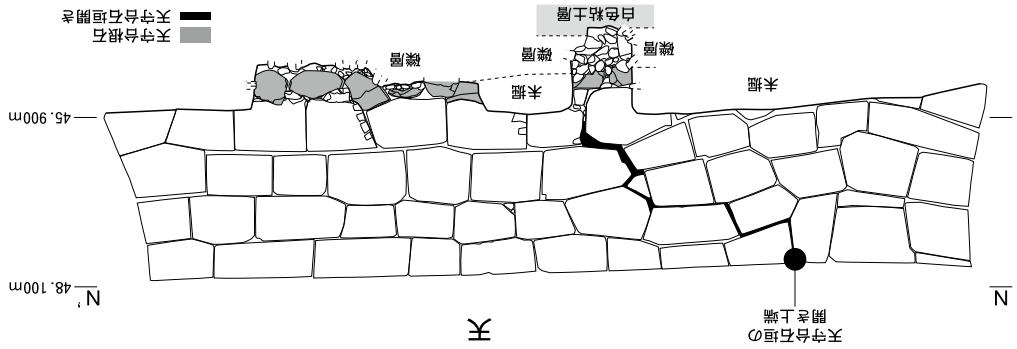 天
天守台石垣の
開き上端
N
N'
48.100m
45.900m
未掘
礫層
白色粘土層
礫層
未掘
礫層
天守台根石
天守台石垣開き